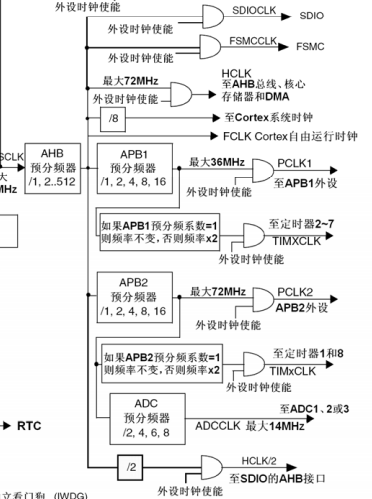 外设时钟使能
SDIOCLK
SDIO
外设时钟使能
FSMCCLK
FSMC
外设时钟使能
最大72MHz
HCLK
至AHB总线、核心
存储器和DMA
外设时钟使能
/8
至Cortex系统时钟
FCLK Cortex自由运行时钟
SCLK
大
MHz
AHB
预分频器
/1, 2..512
APB1
预分频器
/1, 2, 4, 8, 16
最大36MHz
PCLK1
至APB1外设
外设时钟使能
如果APB1预分频系数=1
则频率不变,否则频率x2
至定时器2~7
TIMXCLK
外设时钟使能
APB2
预分频器
/1, 2, 4, 8, 16
最大72MHz
PCLK2
APB2外设
外设时钟使能
如果APB2预分频系数=1
则频率不变,否则频率x2
至定时器1和8
TIMxCLK
外设时钟使能
ADC
预分频器
/2, 4, 6, 8
至ADC1、2或3
ADCCLK 最大14MHz
RTC
/2
HCLK/2
至SDIO的AHB接口
外设时钟使能
立看门狗 (IWDG)